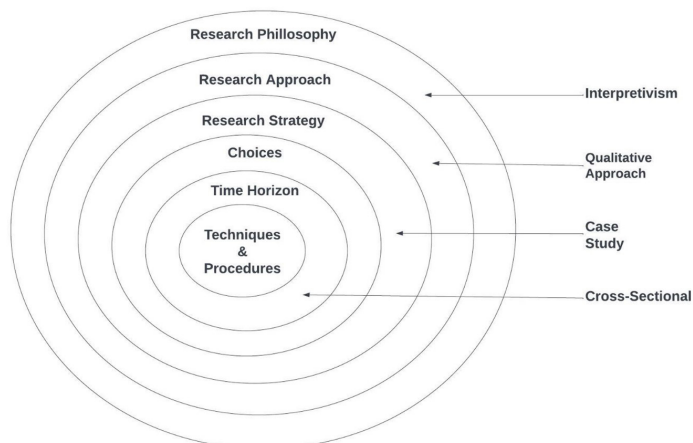 Research Phillosophy
Research Approach
Research Strategy
Choices
Time Horizon
Techniques
&
Procedures
Interpretivism
Qualitative
Approach
Case
Study
Cross-Sectional